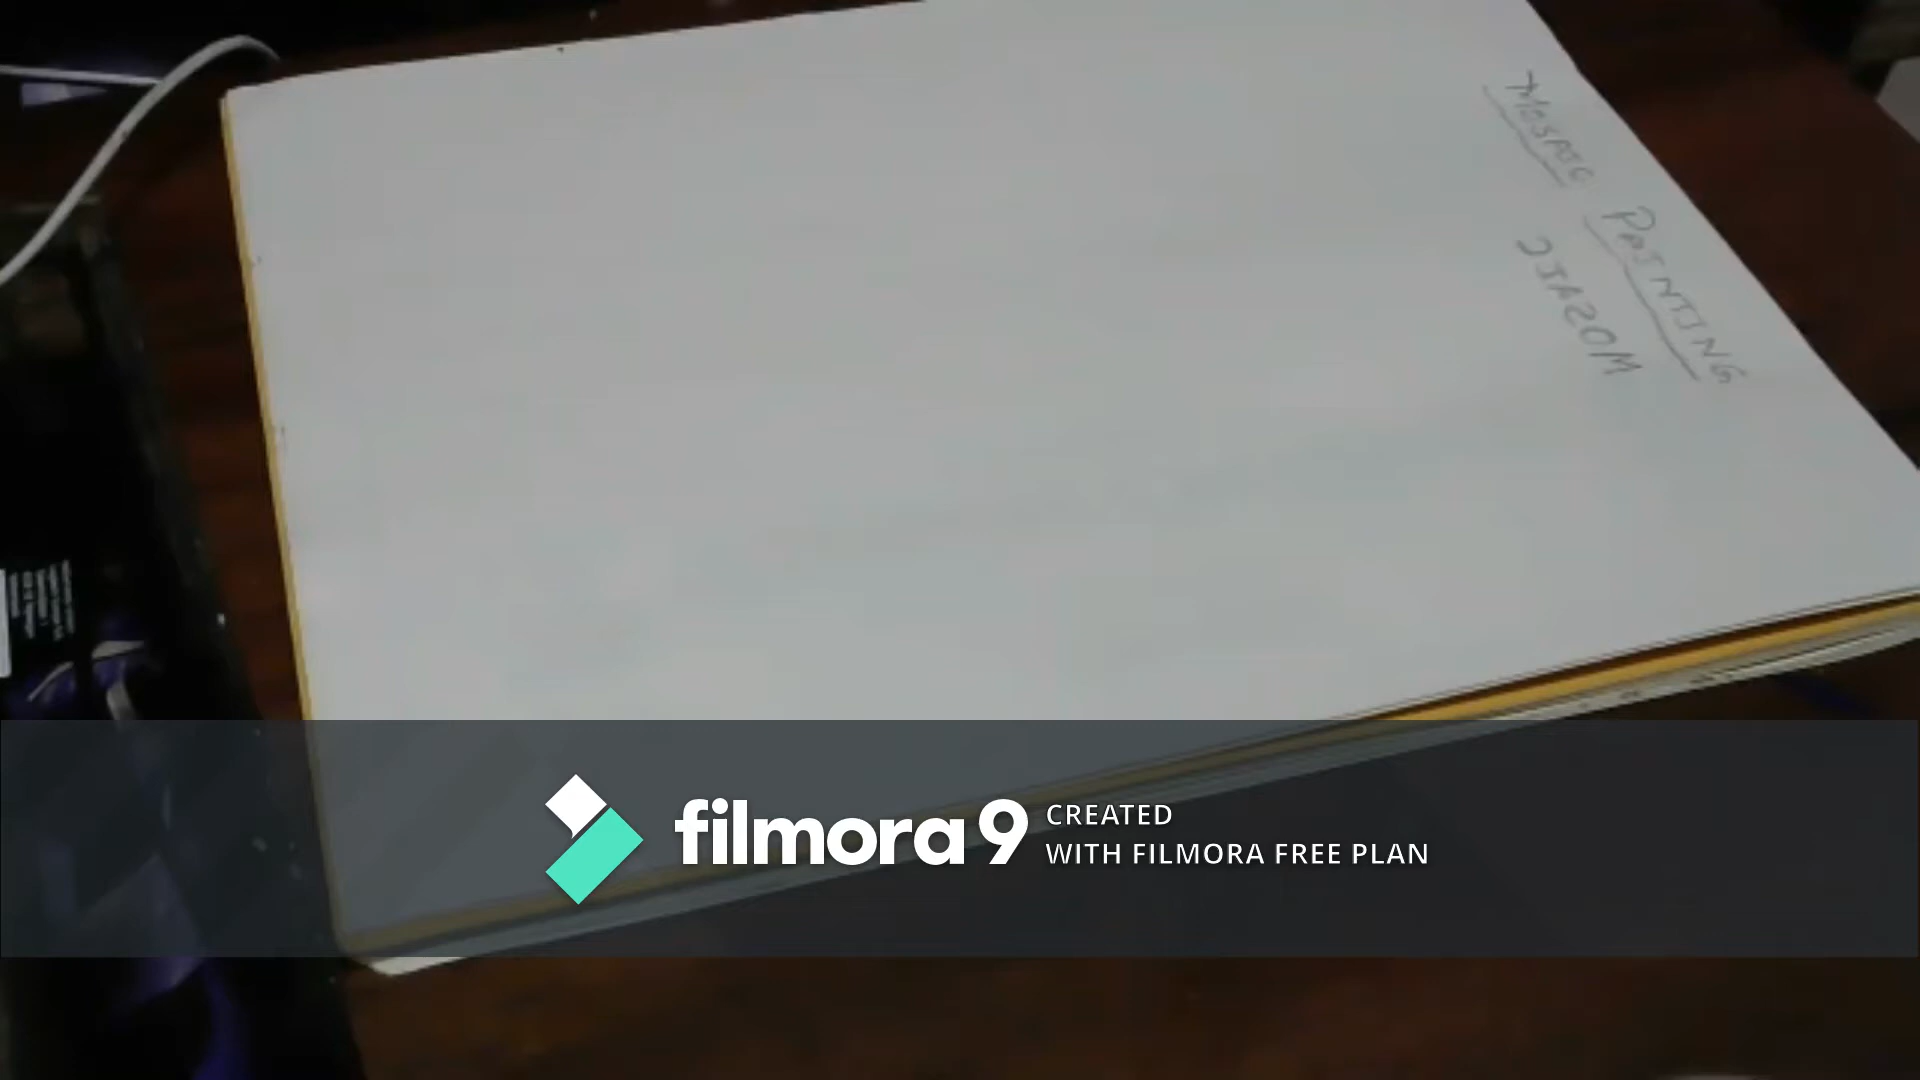 MOSAIC PAINTING
MOSAIC
filmora9
CREATED
WITH FILMORA FREE PLAN